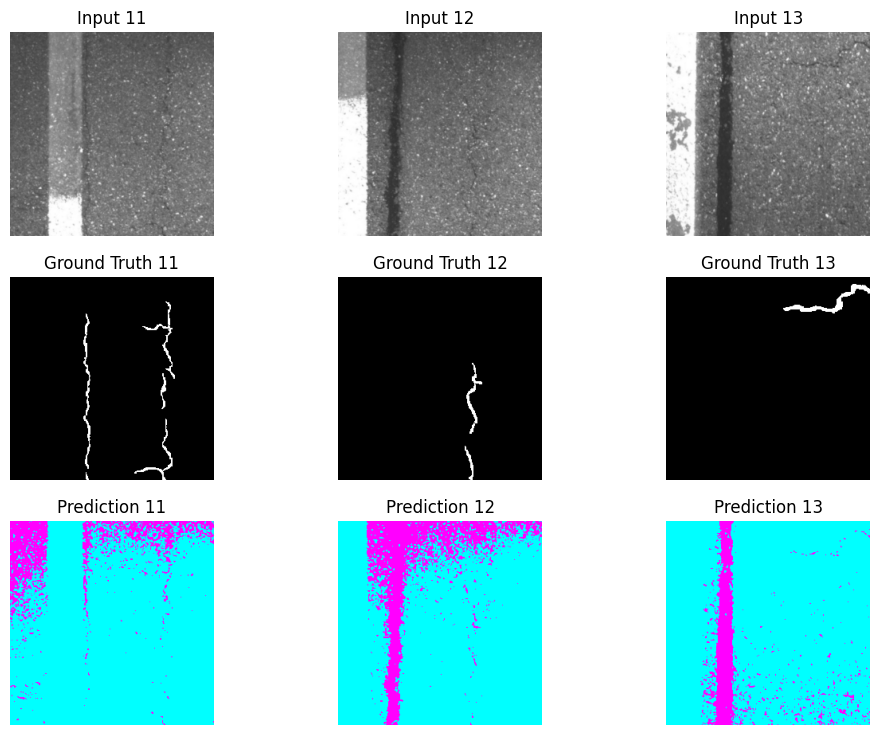 Input 11
Input 12
Input 13
Ground Truth 11
Ground Truth 12
Ground Truth 13
Prediction 11
Prediction 12
Prediction 13